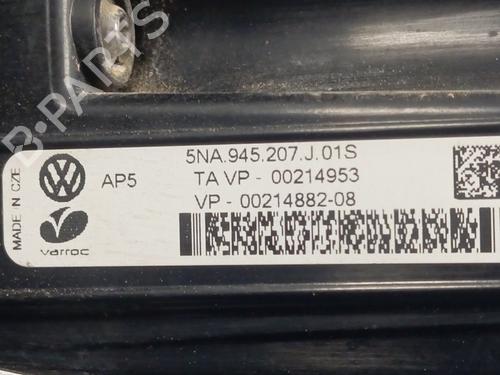 B-PARTS
MADE IN CZE
AP5
varroc
5NA.945.207.J.01S
TA VP - 00214953
VP - 00214882-08